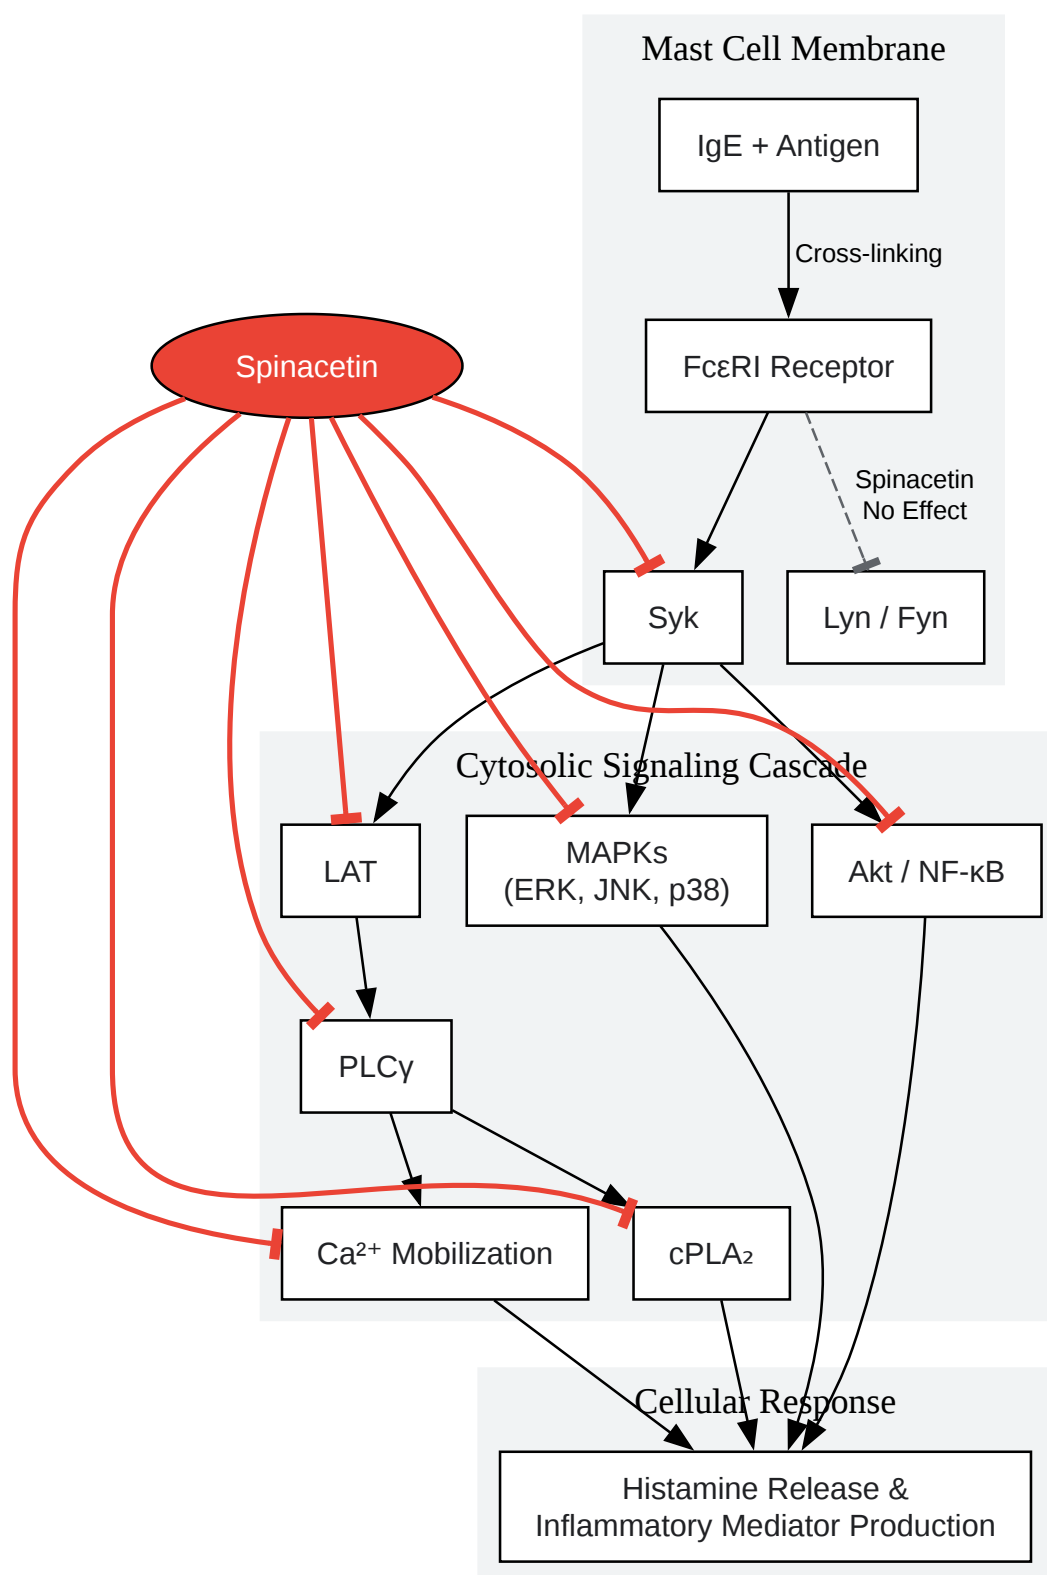 Mast Cell Membrane
IgE + Antigen
Cross-linking
Spinacetin
FcεRI Receptor
Spinacetin
No Effect
Syk
Lyn / Fyn
Cytosolic Signaling Cascade
LAT
MAPKs
(ERK, JNK, p38)
Akt / NF-κB
PLCγ
Ca²⁺ Mobilization
cPLA₂
Cellular Response
Histamine Release &
Inflammatory Mediator Production